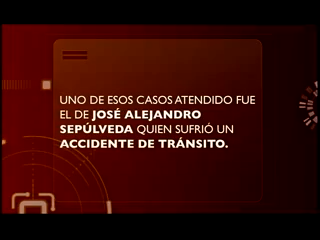 UNO DE ESOS CASOS ATENDIDO FUE
EL DE JOSÉ ALEJANDRO
SEPÚLVEDA QUIEN SUFRIÓ UN
ACCIDENTE DE TRÁNSITO.